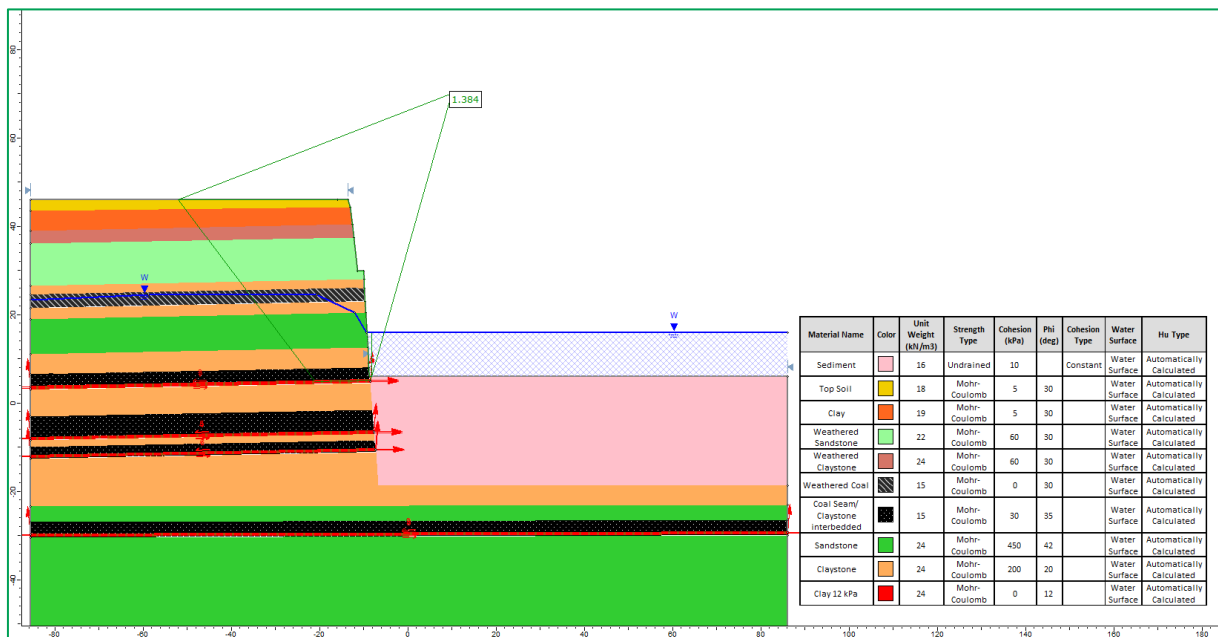 1.384
W
W
80
60
40
20
0
-20
-40
-80
-60
-40
-20
0
20
40
60
80
100
120
140
160
180
Material Name Color Unit Weight (kN/m3) Strength Type Cohesion (kPa) Phi (deg) Cohesion Type Water Surface Hu Type
Sediment 16 Undrained 10 Constant Water Surface Automatically Calculated
Top Soil 18 Mohr-Coulomb 5 30 Water Surface Automatically Calculated
Clay 19 Mohr-Coulomb 5 30 Water Surface Automatically Calculated
Weathered Sandstone 22 Mohr-Coulomb 60 30 Water Surface Automatically Calculated
Weathered Claystone 24 Mohr-Coulomb 60 30 Water Surface Automatically Calculated
Weathered Coal 15 Mohr-Coulomb 0 30 Water Surface Automatically Calculated
Coal Seam/ Claystone interbedded 15 Mohr-Coulomb 30 35 Water Surface Automatically Calculated
Sandstone 24 Mohr-Coulomb 450 42 Water Surface Automatically Calculated
Claystone 24 Mohr-Coulomb 200 20 Water Surface Automatically Calculated
Clay 12 kPa 24 Mohr-Coulomb 0 12 Water Surface Automatically Calculated